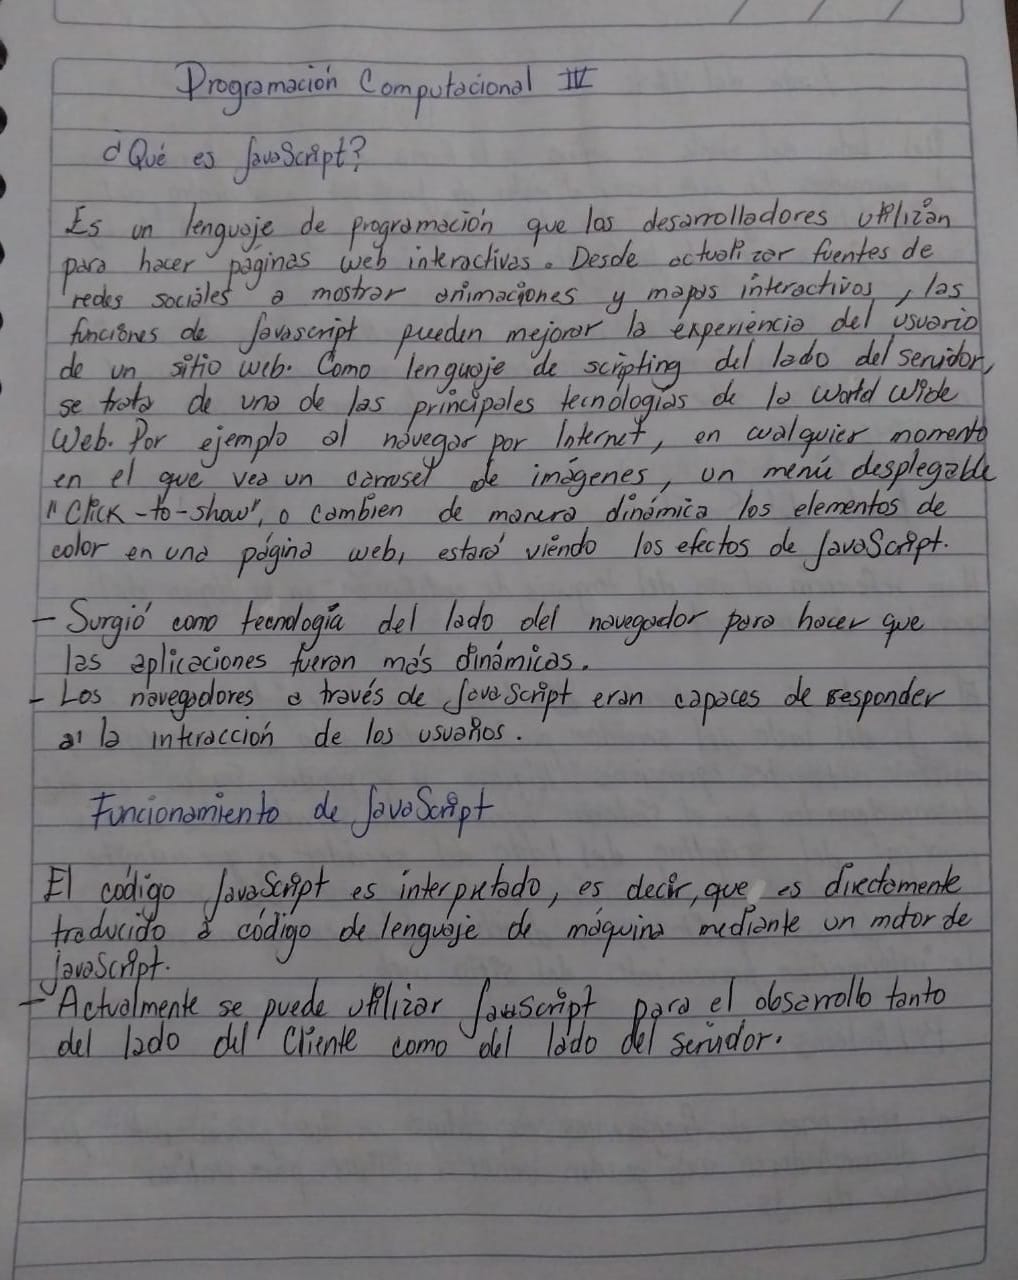 Programación Computacional IV
¿Qué es JavaScript?
Es un lenguaje de programación que los desarrolladores utilizan
para hacer páginas web interactivas. Desde actualizar fuentes de
redes sociales a mostrar animaciones y mapas interactivos, las
funciones de Javascript pueden mejorar la experiencia del usuario
de un sitio web. Como lenguaje de scripting del lado del servidor,
se trata de una de las principales tecnologías de la World Wide
Web. Por ejemplo al navegar por Internet, en cualquier momento
en el que vea un carrusel de imágenes, un menú desplegable
"Click-to-show", o cambien de manera dinámica los elementos de
color en una página web, estará viendo los efectos de JavaScript.
- Surgió como tecnología del lado del navegador para hacer que
las aplicaciones fueran más dinámicas.
- Los navegadores a través de JavaScript eran capaces de responder
a la interacción de los usuarios.
Funcionamiento de JavaScript
El código JavaScript es interpretado, es decir, que es directamente
traducido a código de lenguaje de máquina mediante un motor de
JavaScript.
- Actualmente se puede utilizar Javascript para el desarrollo tanto
del lado del Cliente como del lado del servidor.